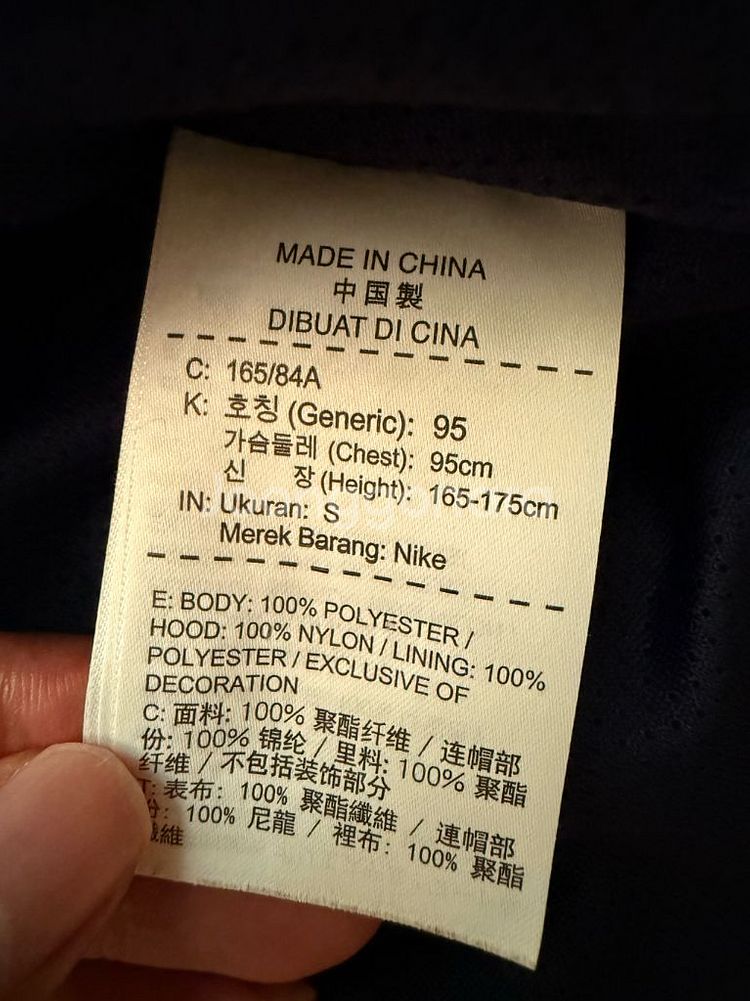 MADE IN CHINA
中国製
DIBUAT DI CINA
C: 165/84A
K: 호칭 (Generic): 95
가슴둘레 (Chest): 95cm
신 장 (Height): 165-175cm
IN: Ukuran: S
Merek Barang: Nike
E: BODY: 100% POLYESTER /
HOOD: 100% NYLON / LINING: 100%
POLYESTER / EXCLUSIVE OF
DECORATION
C: 面料: 100% 聚酯纤维 / 连帽部
份: 100% 锦纶 / 里料: 100% 聚酯
纤维 / 不包括装饰部分
T: 表布: 100% 聚酯纖維 / 連帽部
份: 100% 尼龍 / 裡布: 100% 聚酯
纖維